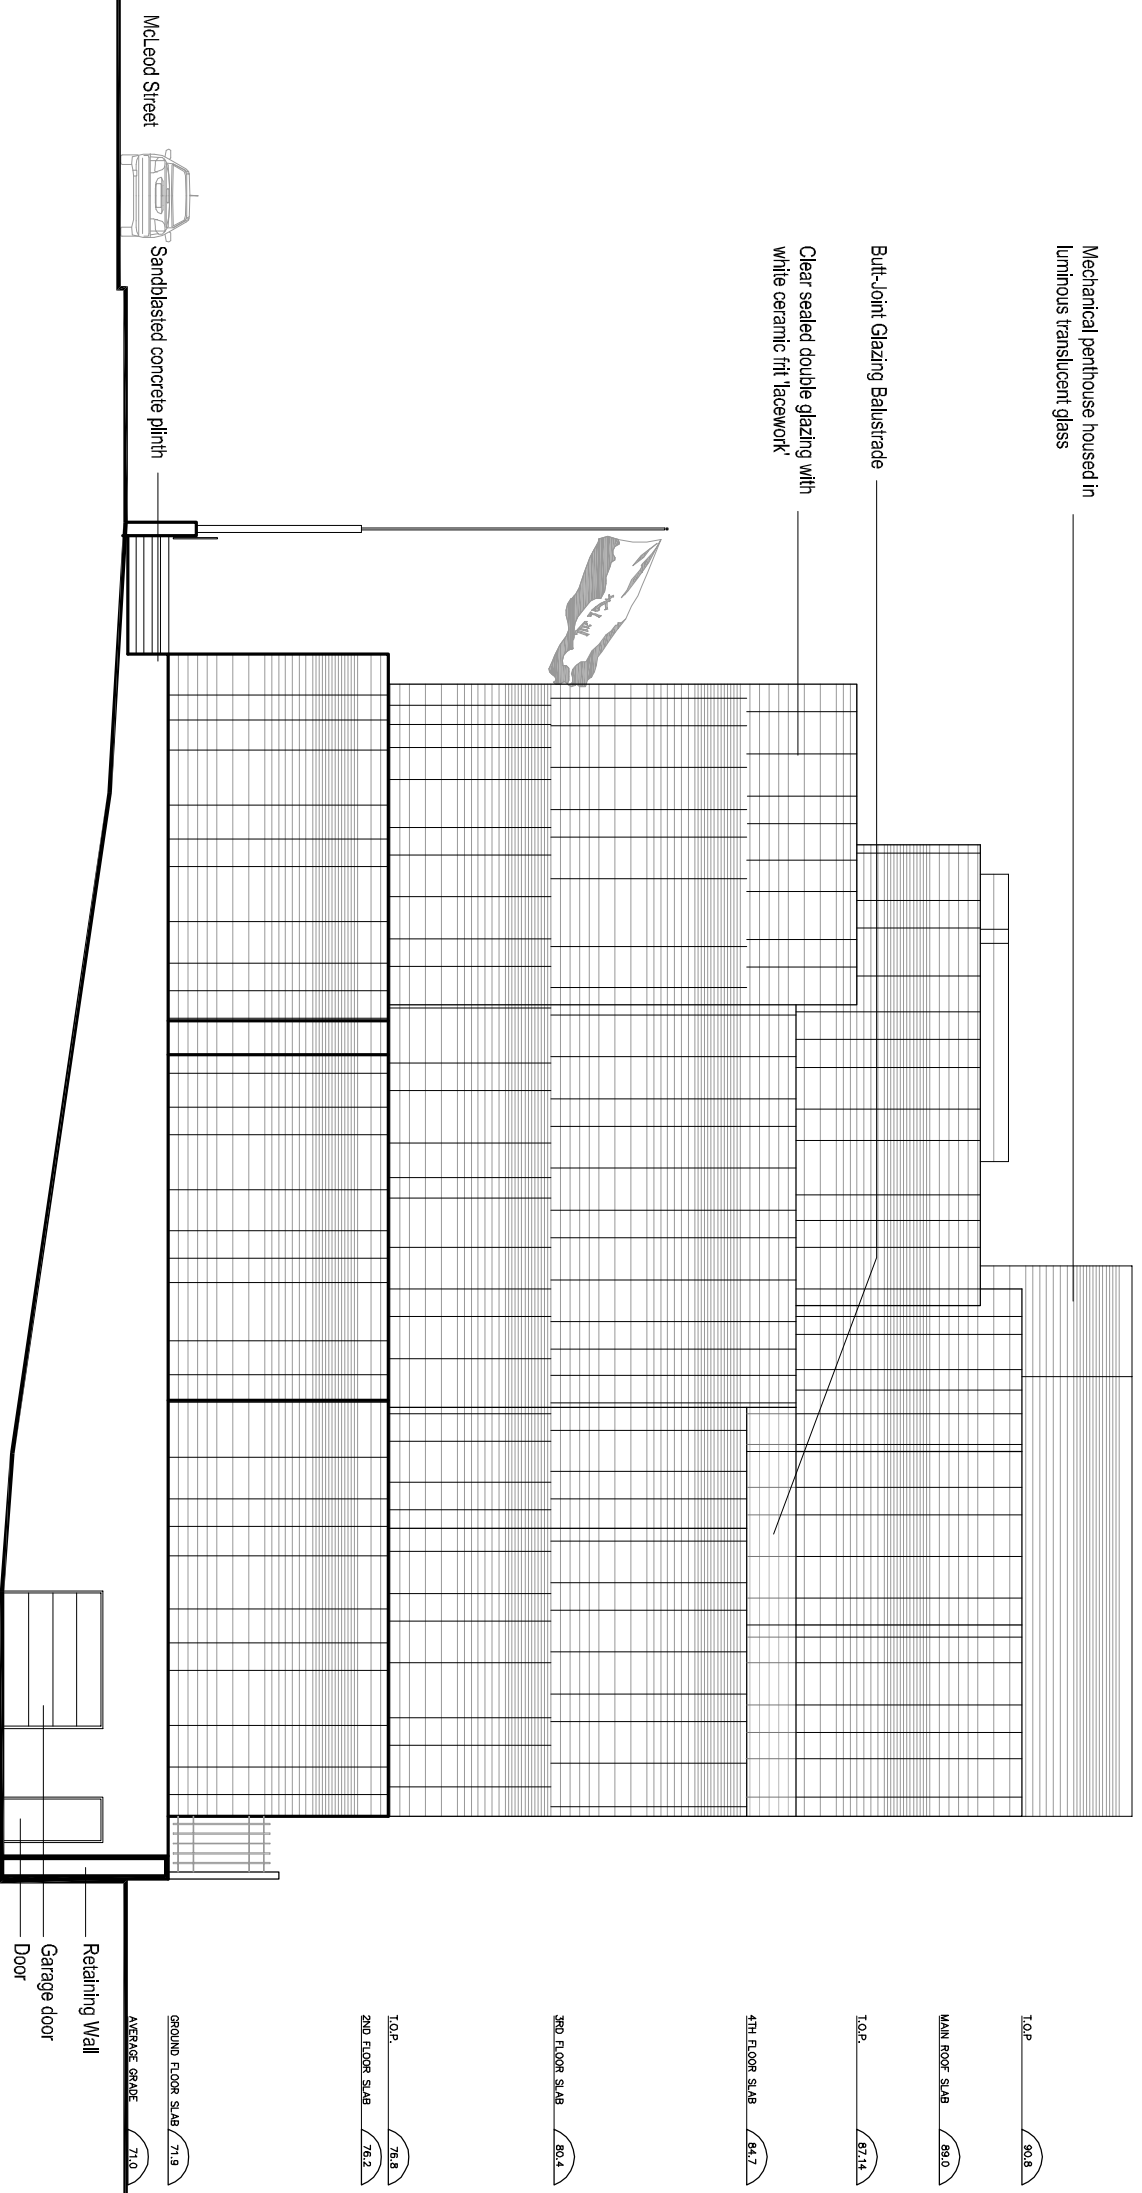 Mechanical penthouse housed in
luminous translucent glass
Butt-Joint Glazing Balustrade
Clear sealed double glazing with
white ceramic frit 'lacework'
Sandblasted concrete plinth
McLeod Street
T.O.P
90.8
MAIN ROOF SLAB
89.0
T.O.P.
87.14
4TH FLOOR SLAB
84.7
3RD FLOOR SLAB
80.4
T.O.P.
76.8
2ND FLOOR SLAB
76.2
GROUND FLOOR SLAB
71.9
AVERAGE GRADE
71.0
Retaining Wall
Garage door
Door